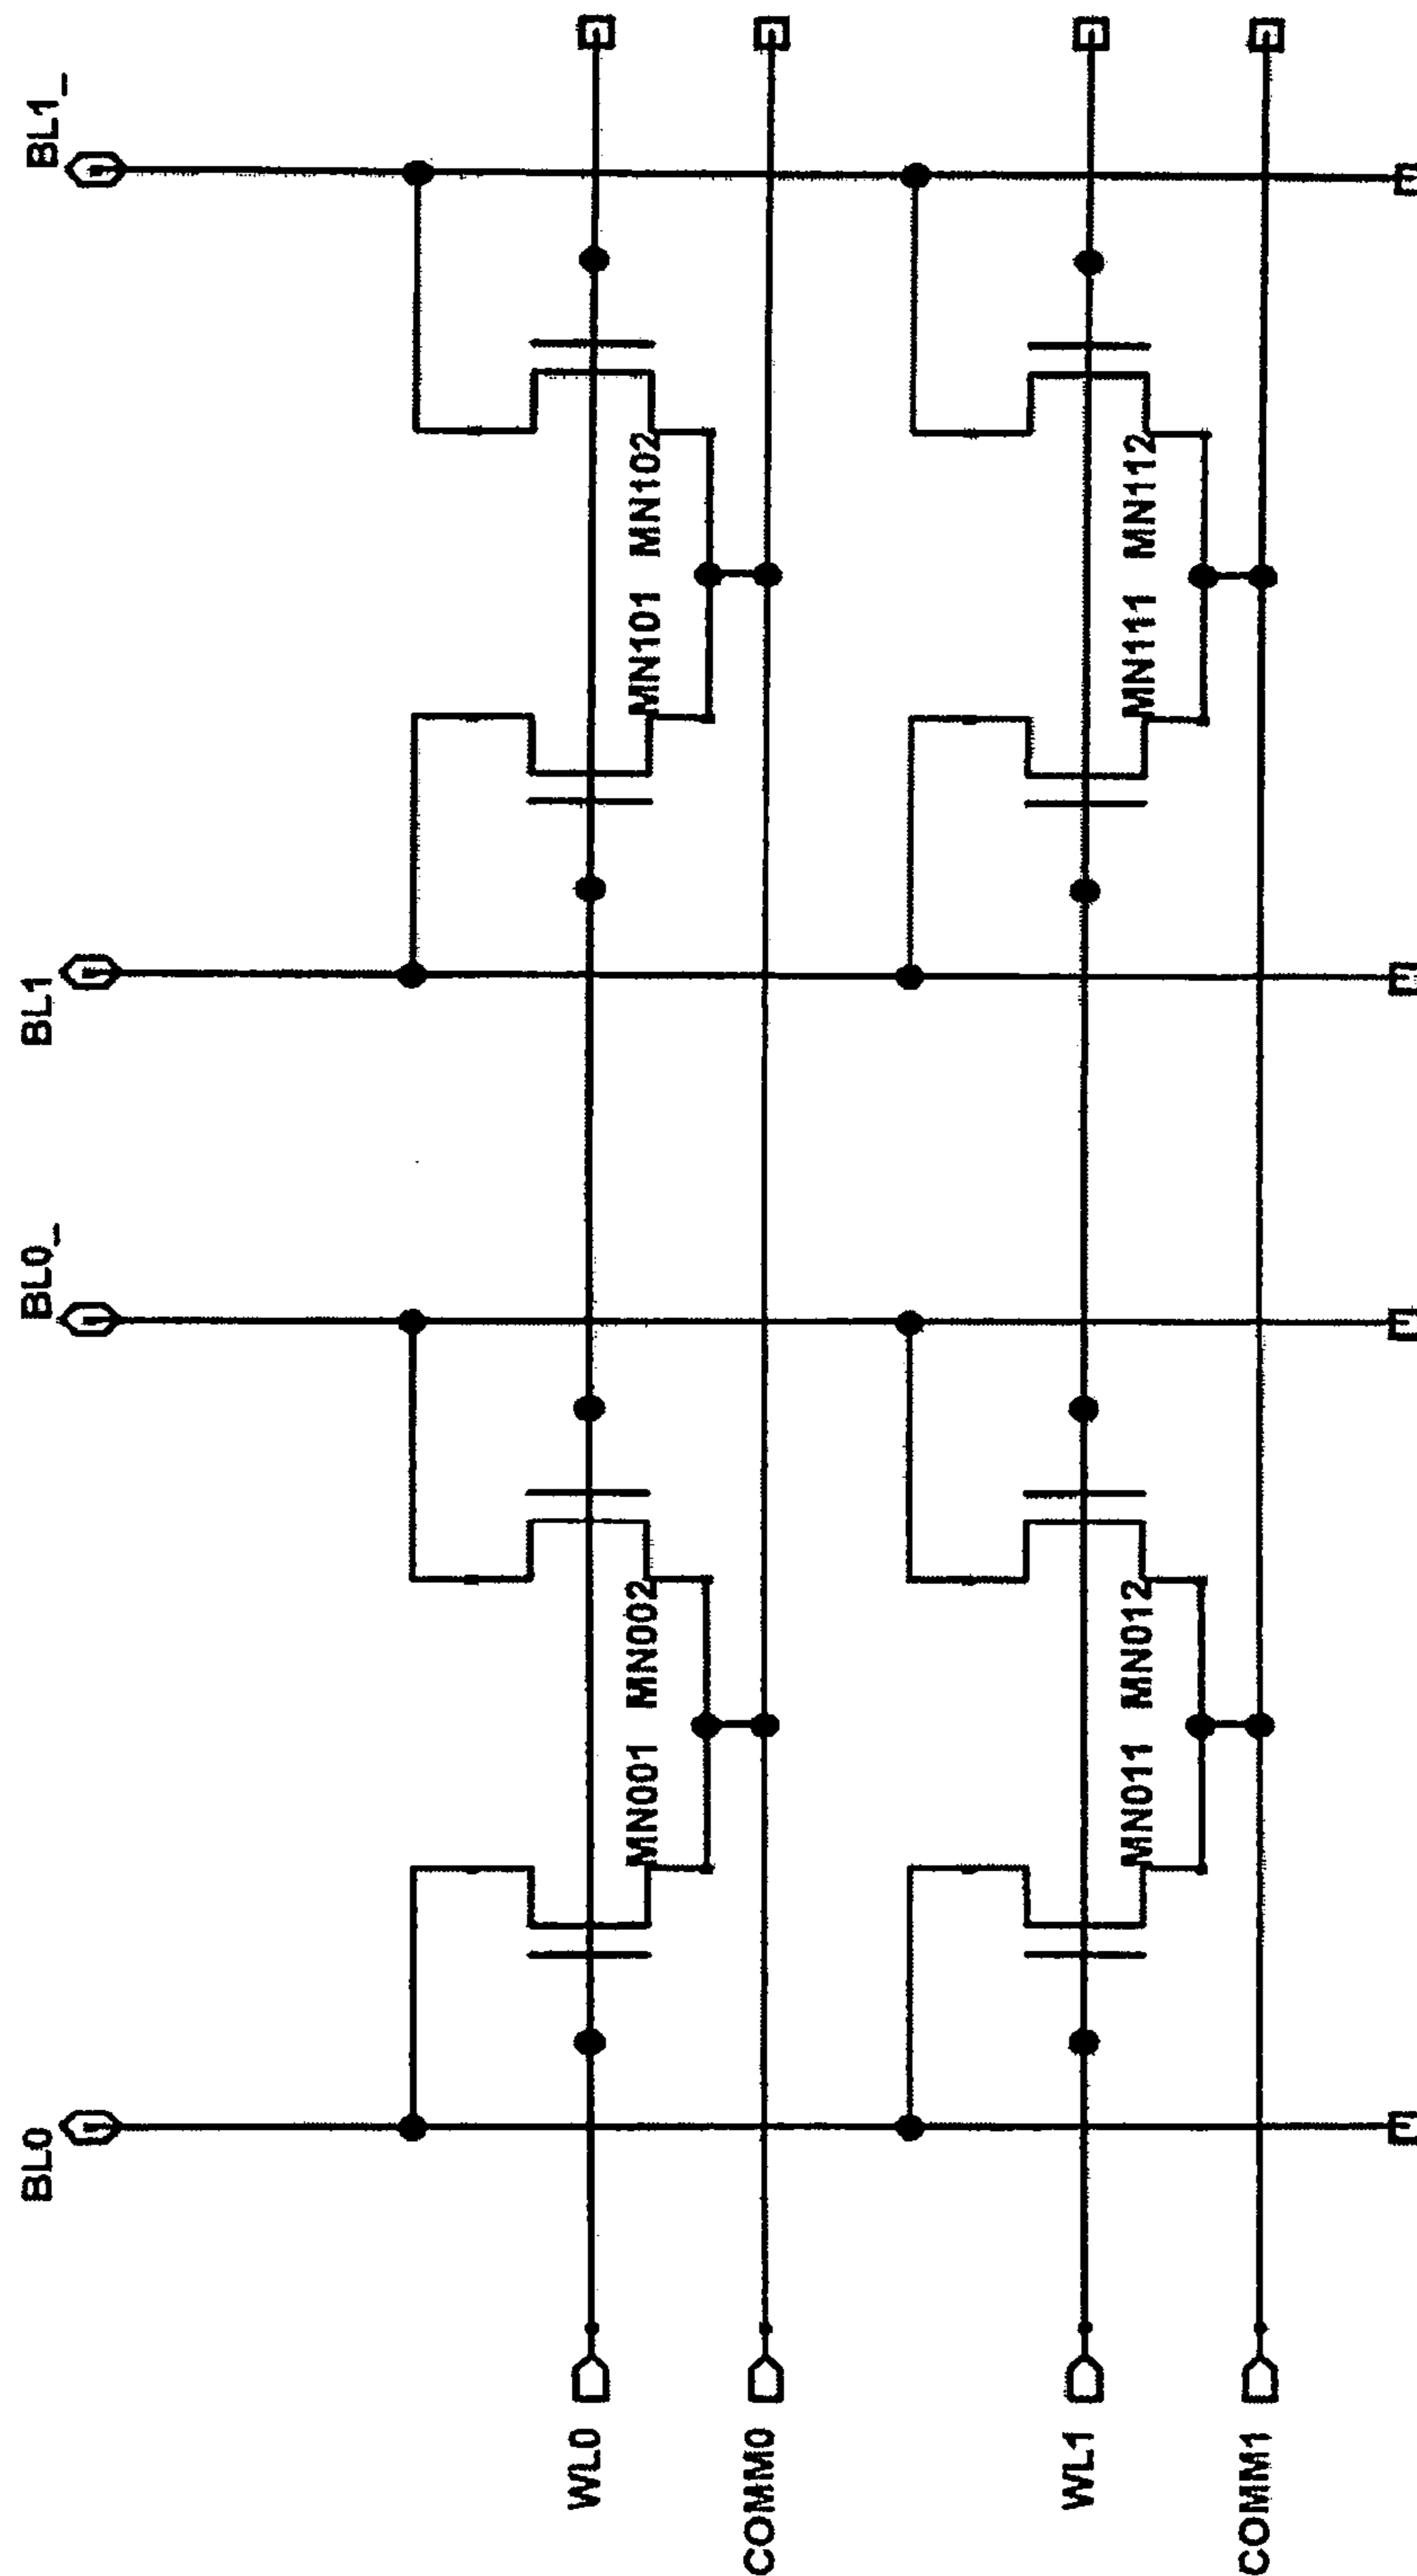 BL0
BL0_
BL1
BL1_
WL0
MN001 MN002
MN101 MN102
COMM0
WL1
MN011 MN012
MN111 MN112
COMM1